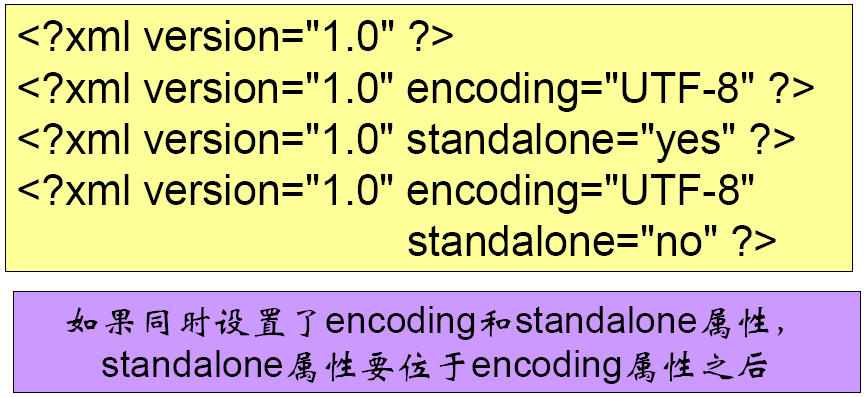 <?xml version="1.0" ?>
<?xml version="1.0" encoding="UTF-8" ?>
<?xml version="1.0" standalone="yes" ?>
<?xml version="1.0" encoding="UTF-8"
standalone="no" ?>
如果同时设置了encoding和standalone属性，
standalone属性要位于encoding属性之后